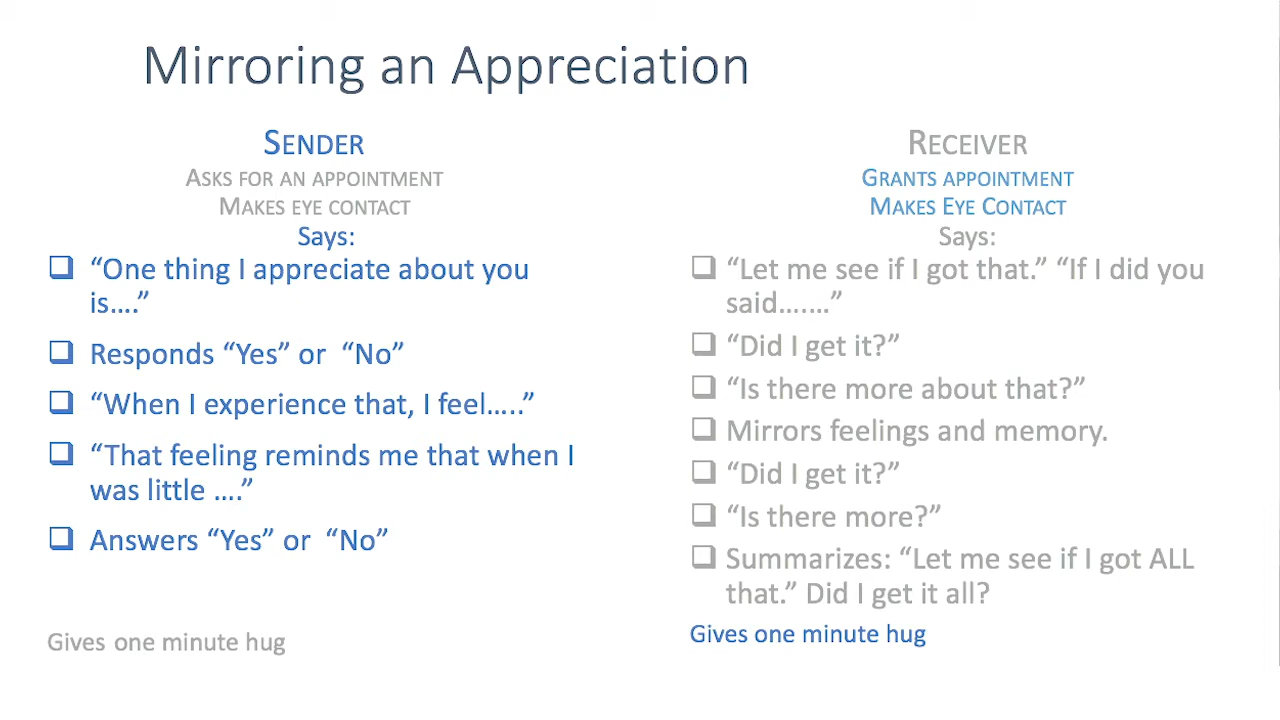 Mirroring an Appreciation
SENDER
ASKS FOR AN APPOINTMENT
MAKES EYE CONTACT
Says:
❑ “One thing I appreciate about you
is….”
❑ Responds “Yes” or “No”
❑ “When I experience that, I feel…..”
❑ “That feeling reminds me that when I
was little ….”
❑ Answers “Yes” or “No”
Gives one minute hug
RECEIVER
GRANTS APPOINTMENT
MAKES EYE CONTACT
Says:
❑ “Let me see if I got that.” “If I did you
said…….…”
❑ “Did I get it?”
❑ “Is there more about that?”
❑ Mirrors feelings and memory.
❑ “Did I get it?”
❑ “Is there more?”
❑ Summarizes: “Let me see if I got ALL
that.” Did I get it all?
Gives one minute hug